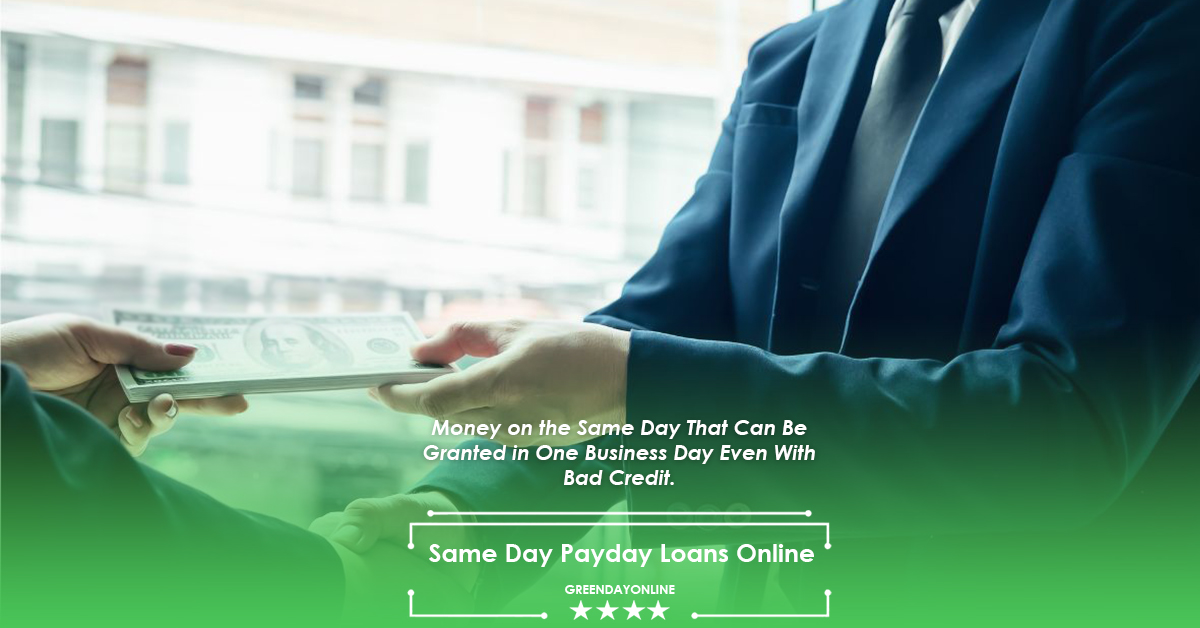 Money on the Same Day That Can Be
Granted in One Business Day Even With
Bad Credit.
Same Day Payday Loans Online
GREENDAYONLINE